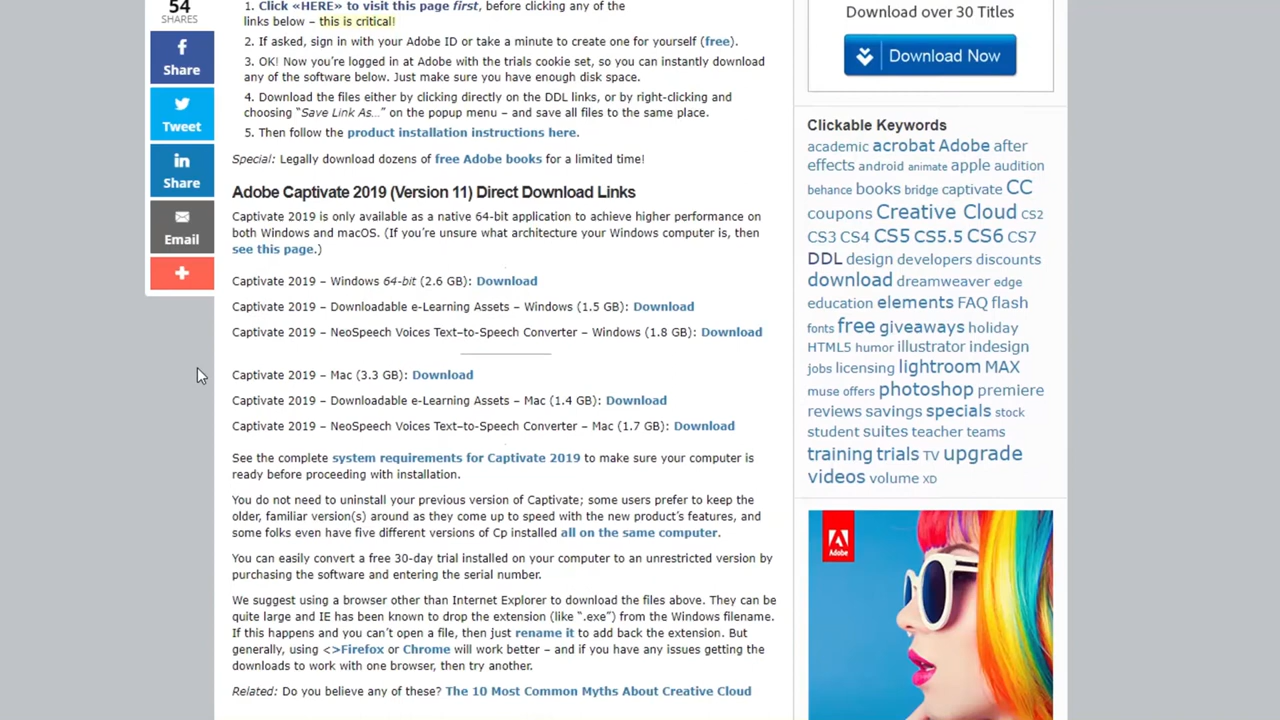 54
SHARES
Share
Tweet
Share
Email
1. Click «HERE» to visit this page first, before clicking any of the
links below – this is critical!
2. If asked, sign in with your Adobe ID or take a minute to create one for yourself (free).
3. OK! Now you're logged in at Adobe with the trials cookie set, so you can instantly download
any of the software below. Just make sure you have enough disk space.
4. Download the files either by clicking directly on the DDL links, or by right-clicking and
choosing "Save Link As…" on the popup menu – and save all files to the same place.
5. Then follow the product installation instructions here.
Special: Legally download dozens of free Adobe books for a limited time!
Adobe Captivate 2019 (Version 11) Direct Download Links
Captivate 2019 is only available as a native 64-bit application to achieve higher performance on
both Windows and macOS. (If you're unsure what architecture your Windows computer is, then
see this page.)
Captivate 2019 – Windows 64-bit (2.6 GB): Download
Captivate 2019 – Downloadable e-Learning Assets – Windows (1.5 GB): Download
Captivate 2019 – NeoSpeech Voices Text–to-Speech Converter – Windows (1.8 GB): Download
Captivate 2019 – Mac (3.3 GB): Download
Captivate 2019 – Downloadable e-Learning Assets – Mac (1.4 GB): Download
Captivate 2019 – NeoSpeech Voices Text–to-Speech Converter – Mac (1.7 GB): Download
See the complete system requirements for Captivate 2019 to make sure your computer is
ready before proceeding with installation.
You do not need to uninstall your previous version of Captivate; some users prefer to keep the
older, familiar version(s) around as they come up to speed with the new product's features, and
some folks even have five different versions of Cp installed all on the same computer.
You can easily convert a free 30-day trial installed on your computer to an unrestricted version by
purchasing the software and entering the serial number.
We suggest using a browser other than Internet Explorer to download the files above. They can be
quite large and IE has been known to drop the extension (like ".exe") from the Windows filename.
If this happens and you can't open a file, then just rename it to add back the extension. But
generally, using <>Firefox or Chrome will work better – and if you have any issues getting the
downloads to work with one browser, then try another.
Related: Do you believe any of these? The 10 Most Common Myths About Creative Cloud
Download over 30 Titles
Download Now
Clickable Keywords
academic acrobat Adobe after
effects android animate apple audition
behance books bridge captivate CC
coupons Creative Cloud CS2
CS3 CS4 CS5 CS5.5 CS6 CS7
DDL design developers discounts
download dreamweaver edge
education elements FAQ flash
fonts free giveaways holiday
HTML5 humor illustrator indesign
jobs licensing lightroom MAX
muse offers photoshop premiere
reviews savings specials stock
student suites teacher teams
training trials TV upgrade
videos volume XD
Adobe